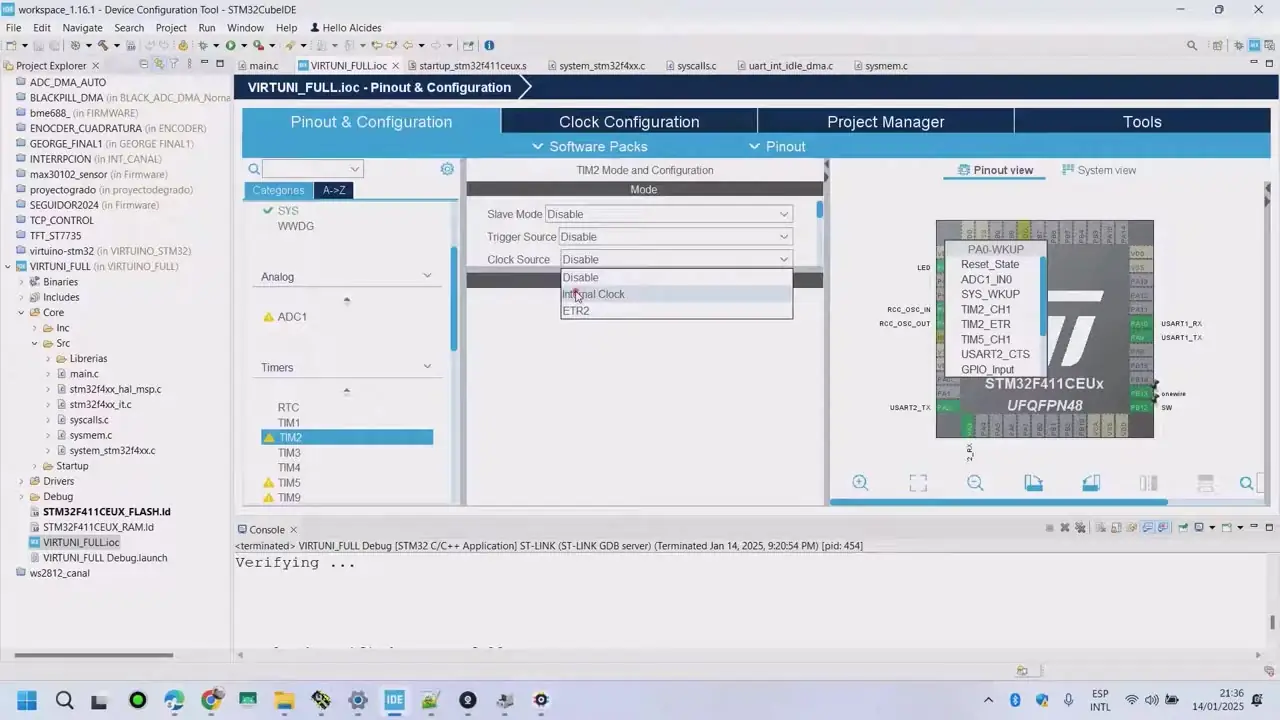 workspace_1.16.1 - Device Configuration Tool - STM32CubeIDE
File Edit Navigate Search Project Run Window Help Hello Alcides
Project Explorer
main.c
VIRTUNI_FULL.ioc
startup_stm32f411ceux.s
system_stm32f4xx.c
syscalls.c
uart_int_idle_dma.c
sysmem.c
ADC_DMA_AUTO
BLACKPILL_DMA (in BLACK_ADC_DMA_Norma
bme688_ (in FIRMWARE)
ENOCDER_CUADRATURA (in ENCODER)
GEORGE_FINAL1 (in GEORGE FINAL1)
INTERRPCION (in INT_CANAL)
max30102_sensor (in Firmware)
proyectogrado (in proyectodegrado)
SEGUIDOR2024 (in Firmware)
TCP_CONTROL
TFT_ST7735
virtuino-stm32 (in VIRTUINO_STM32)
VIRTUNI_FULL (in VIRTUINO_FULL)
Binaries
Includes
Core
Inc
Src
Librerias
main.c
stm32f4xx_hal_msp.c
stm32f4xx_it.c
syscalls.c
sysmem.c
system_stm32f4xx.c
Startup
Drivers
Debug
STM32F411CEUX_FLASH.ld
STM32F411CEUX_RAM.ld
VIRTUNI_FULL.ioc
VIRTUNI_FULL Debug.launch
ws2812_canal
VIRTUNI_FULL.ioc - Pinout & Configuration
Pinout & Configuration
Clock Configuration
Project Manager
Tools
Software Packs
Pinout
Categories A->Z
SYS
WWDG
Analog
ADC1
Timers
RTC
TIM1
TIM2
TIM3
TIM4
TIM5
TIM9
TIM2 Mode and Configuration
Mode
Slave Mode Disable
Trigger Source Disable
Clock Source Disable
Disable
Internal Clock
ETR2
Pinout view
System view
PA0-WKUP
Reset_State
ADC1_IN0
SYS_WKUP
TIM2_CH1
TIM2_ETR
TIM5_CH1
USART2_CTS
GPIO_Input
LED
RCC_OSC_IN
RCC_OSC_OUT
USART2_TX
USART1_RX
USART1_TX
onewire
SW
STM32F411CEUx
UFQFPN48
Console
<terminated> VIRTUNI_FULL Debug [STM32 C/C++ Application] ST-LINK (ST-LINK GDB server) (Terminated Jan 14, 2025, 9:20:54 PM) [pid: 454]
Verifying ...
IDE
ESP
INTL
21:36
14/01/2025